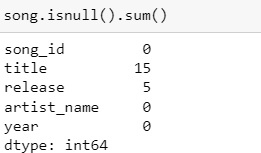 song.isnull().sum()
song_id 0
title 15
release 5
artist_name 0
year 0
dtype: int64